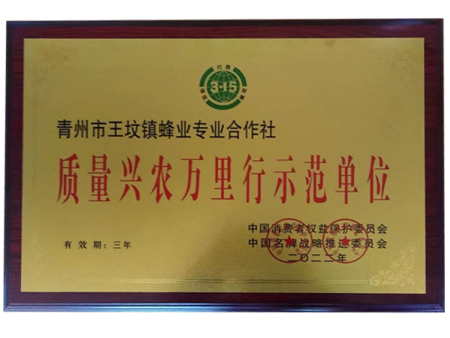 3·15
青州市王坟镇蜂业专业合作社
质量兴农万里行示范单位
中国消费者权益保护委员会
有效期：三年
中国名牌战略推进委员会
二〇二二年